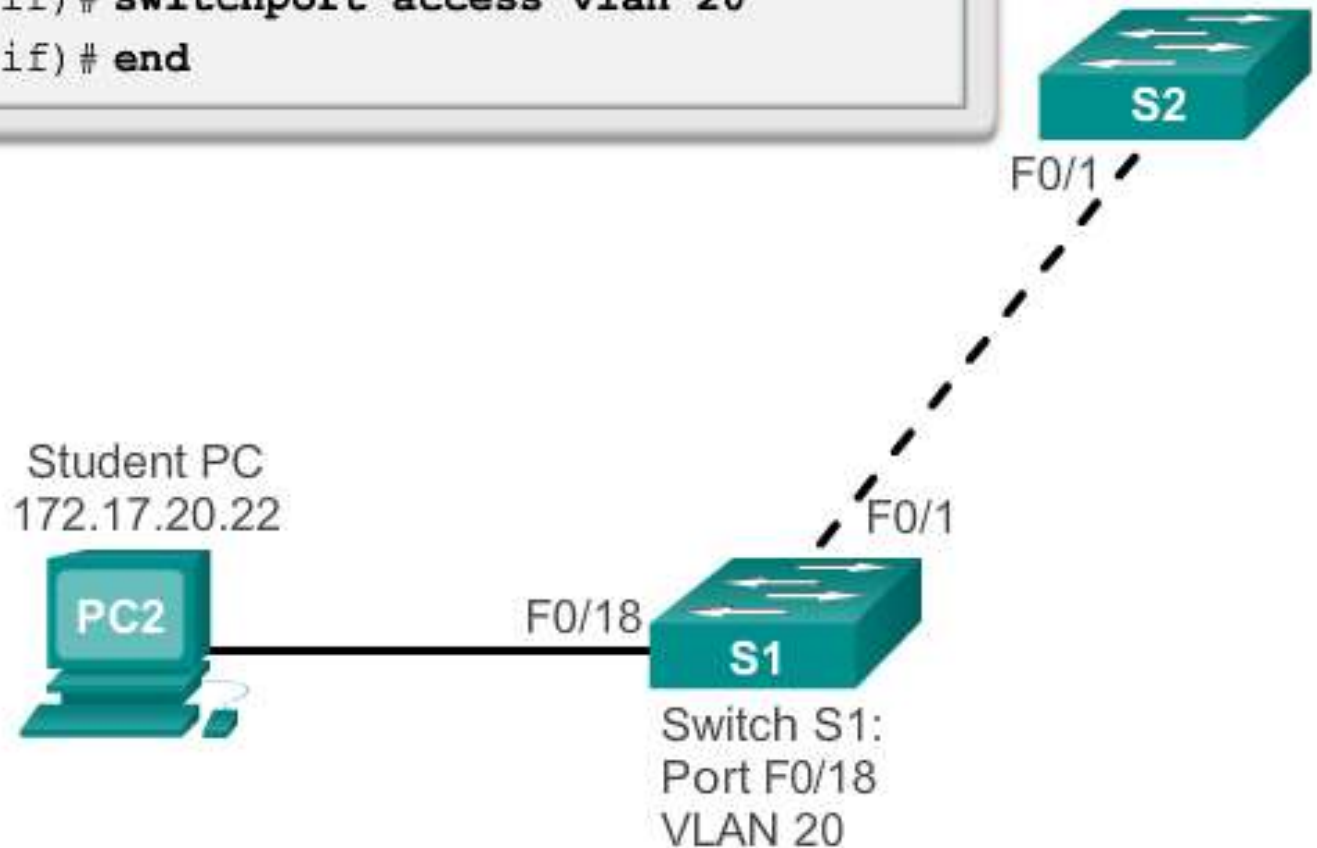 if)# switchport access vlan 20
if)# end
S2
F0/1
Student PC
172.17.20.22
F0/1
PC2
F0/18
S1
Switch S1:
Port F0/18
VLAN 20